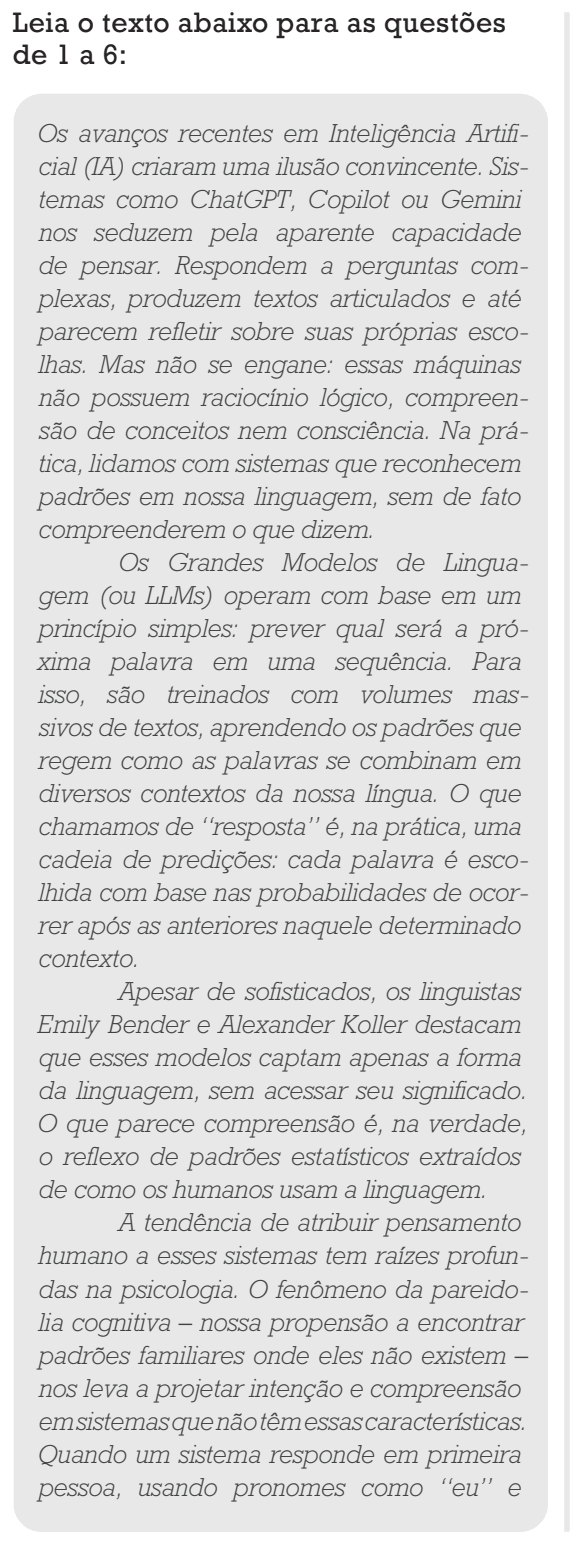 Leia o texto abaixo para as questões
de 1 a 6:
Os avanços recentes em Inteligência Artifi-
cial (IA) criaram uma ilusão convincente. Sis-
temas como ChatGPT, Copilot ou Gemini
nos seduzem pela aparente capacidade
de pensar. Respondem a perguntas com-
plexas, produzem textos articulados e até
parecem refletir sobre suas próprias esco-
lhas. Mas não se engane: essas máquinas
não possuem raciocínio lógico, compreen-
são de conceitos nem consciência. Na prá-
tica, lidamos com sistemas que reconhecem
padrões em nossa linguagem, sem de fato
compreenderem o que dizem.
Os Grandes Modelos de Lingua-
gem (ou LLMs) operam com base em um
princípio simples: prever qual será a pró-
xima palavra em uma sequência. Para
isso, são treinados com volumes mas-
sivos de textos, aprendendo os padrões que
regem como as palavras se combinam em
diversos contextos da nossa língua. O que
chamamos de “resposta” é, na prática, uma
cadeia de predições: cada palavra é esco-
lhida com base nas probabilidades de ocor-
rer após as anteriores naquele determinado
contexto.
Apesar de sofisticados, os linguistas
Emily Bender e Alexander Koller destacam
que esses modelos captam apenas a forma
da linguagem, sem acessar seu significado.
O que parece compreensão é, na verdade,
o reflexo de padrões estatísticos extraídos
de como os humanos usam a linguagem.
A tendência de atribuir pensamento
humano a esses sistemas tem raízes profun-
das na psicologia. O fenômeno da pareido-
lia cognitiva – nossa propensão a encontrar
padrões familiares onde eles não existem –
nos leva a projetar intenção e compreensão
em sistemas que não têm essas características.
Quando um sistema responde em primeira
pessoa, usando pronomes como “eu” e